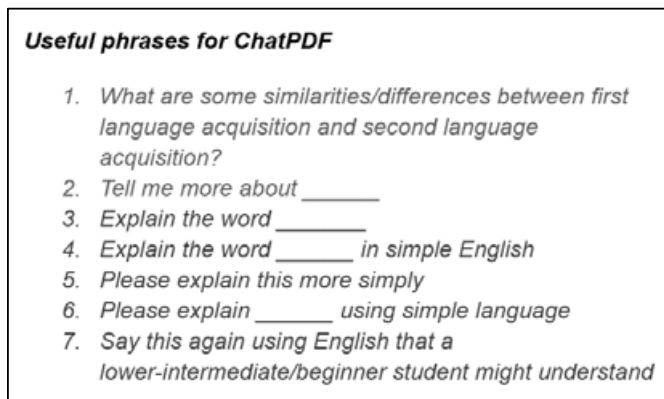 Useful phrases for ChatPDF
1. What are some similarities/differences between first
language acquisition and second language
acquisition?
2. Tell me more about ______
3. Explain the word _______
4. Explain the word ______ in simple English
5. Please explain this more simply
6. Please explain ______ using simple language
7. Say this again using English that a
lower-intermediate/beginner student might understand